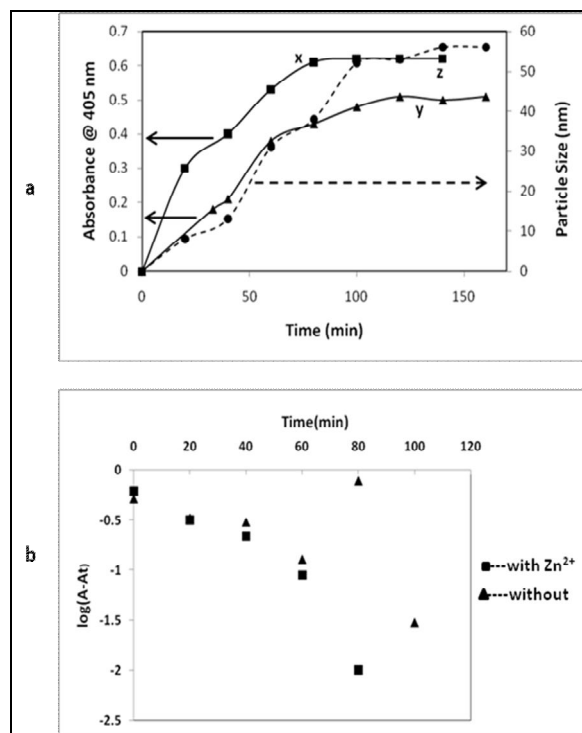 a
0.7
0.6
0.5
0.4
0.3
0.2
0.1
0
Absorbance @ 405 nm
60
50
40
30
20
10
0
Particle Size (nm)
x
z
y
0 50 100 150
Time (min)
b
Time(min)
0 20 40 60 80 100 120
0
-0.5
-1
-1.5
-2
-2.5
log(A-At)
with Zn²⁺
without